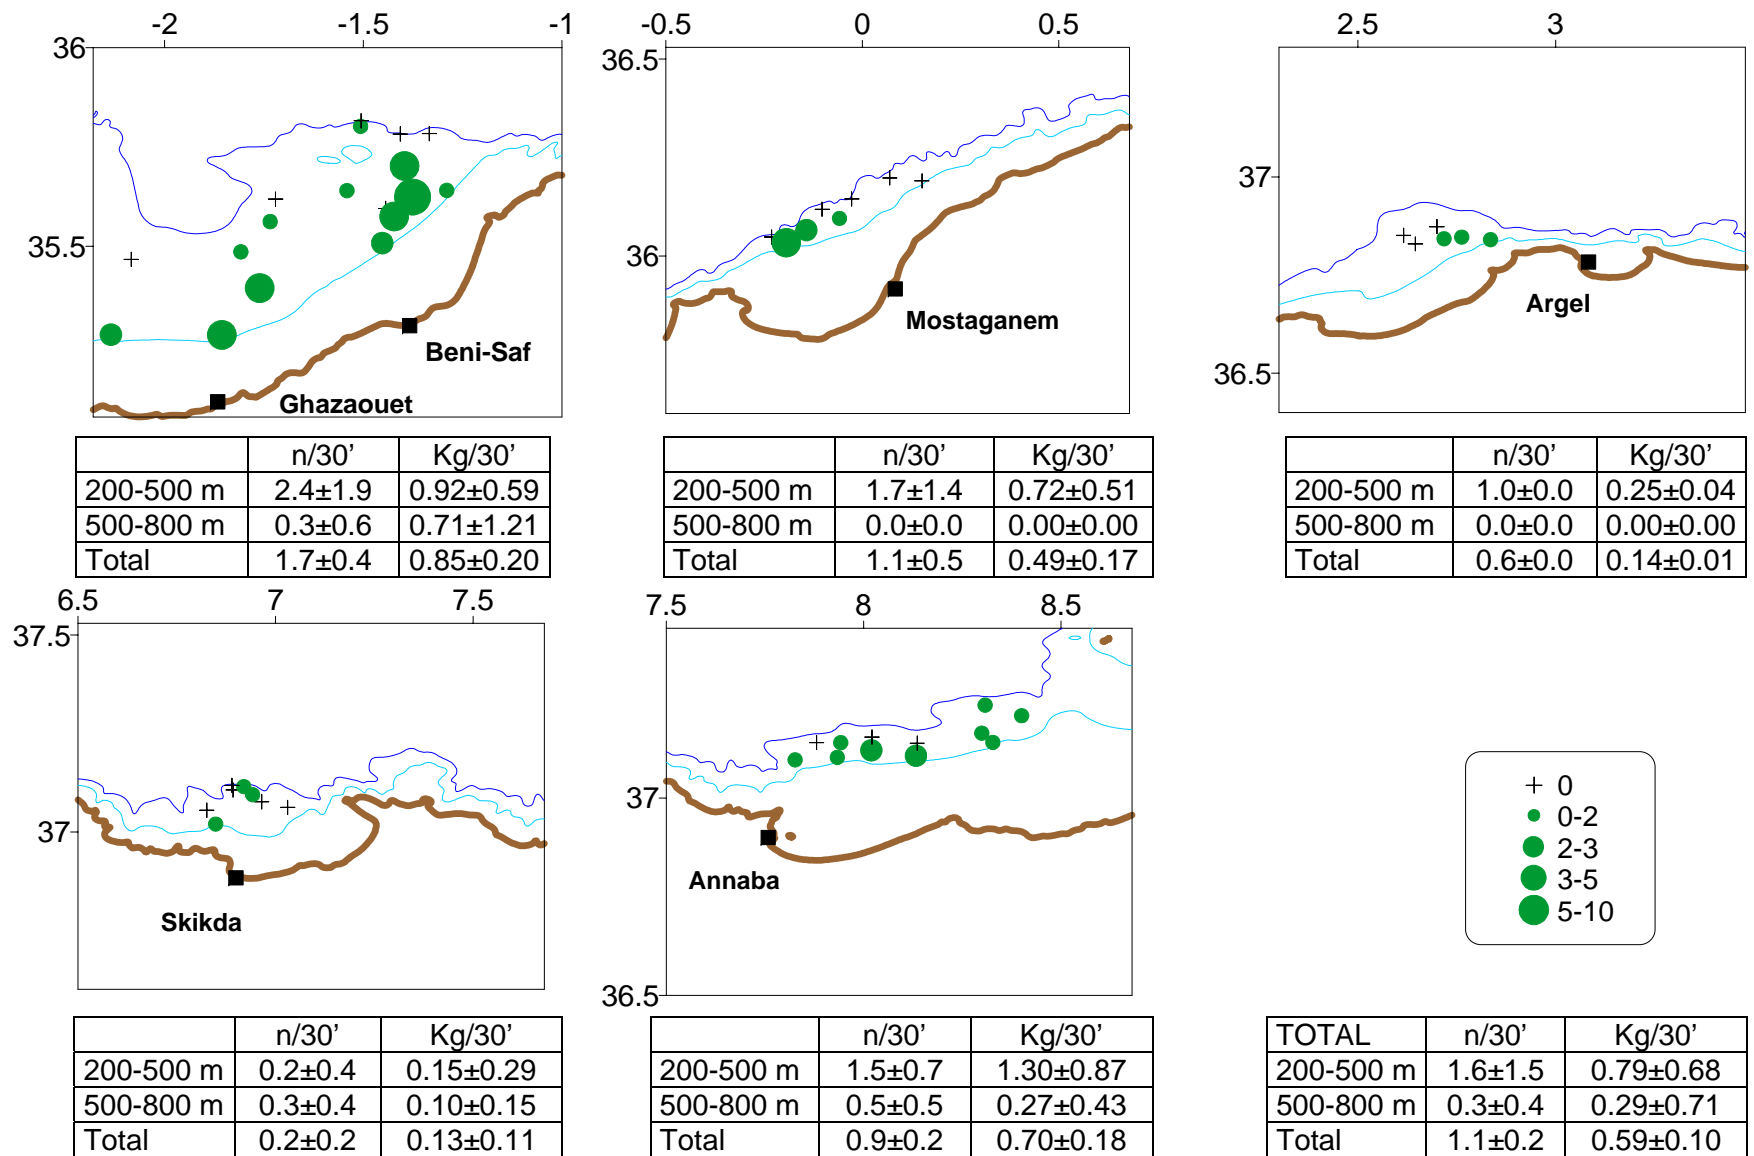 -2 -1.5 -1
36
35.5
Beni-Saf
Ghazaouet
n/30’ Kg/30’
200-500 m 2.4±1.9 0.92±0.59
500-800 m 0.3±0.6 0.71±1.21
Total 1.7±0.4 0.85±0.20
-0.5 0 0.5
36.5
36
Mostaganem
n/30’ Kg/30’
200-500 m 1.7±1.4 0.72±0.51
500-800 m 0.0±0.0 0.00±0.00
Total 1.1±0.5 0.49±0.17
2.5 3
37
36.5
Argel
n/30’ Kg/30’
200-500 m 1.0±0.0 0.25±0.04
500-800 m 0.0±0.0 0.00±0.00
Total 0.6±0.0 0.14±0.01
6.5 7 7.5
37.5
37
Skikda
n/30’ Kg/30’
200-500 m 0.2±0.4 0.15±0.29
500-800 m 0.3±0.4 0.10±0.15
Total 0.2±0.2 0.13±0.11
7.5 8 8.5
37
36.5
Annaba
n/30’ Kg/30’
200-500 m 1.5±0.7 1.30±0.87
500-800 m 0.5±0.5 0.27±0.43
Total 0.9±0.2 0.70±0.18
0
0-2
2-3
3-5
5-10
TOTAL n/30’ Kg/30’
200-500 m 1.6±1.5 0.79±0.68
500-800 m 0.3±0.4 0.29±0.71
Total 1.1±0.2 0.59±0.10